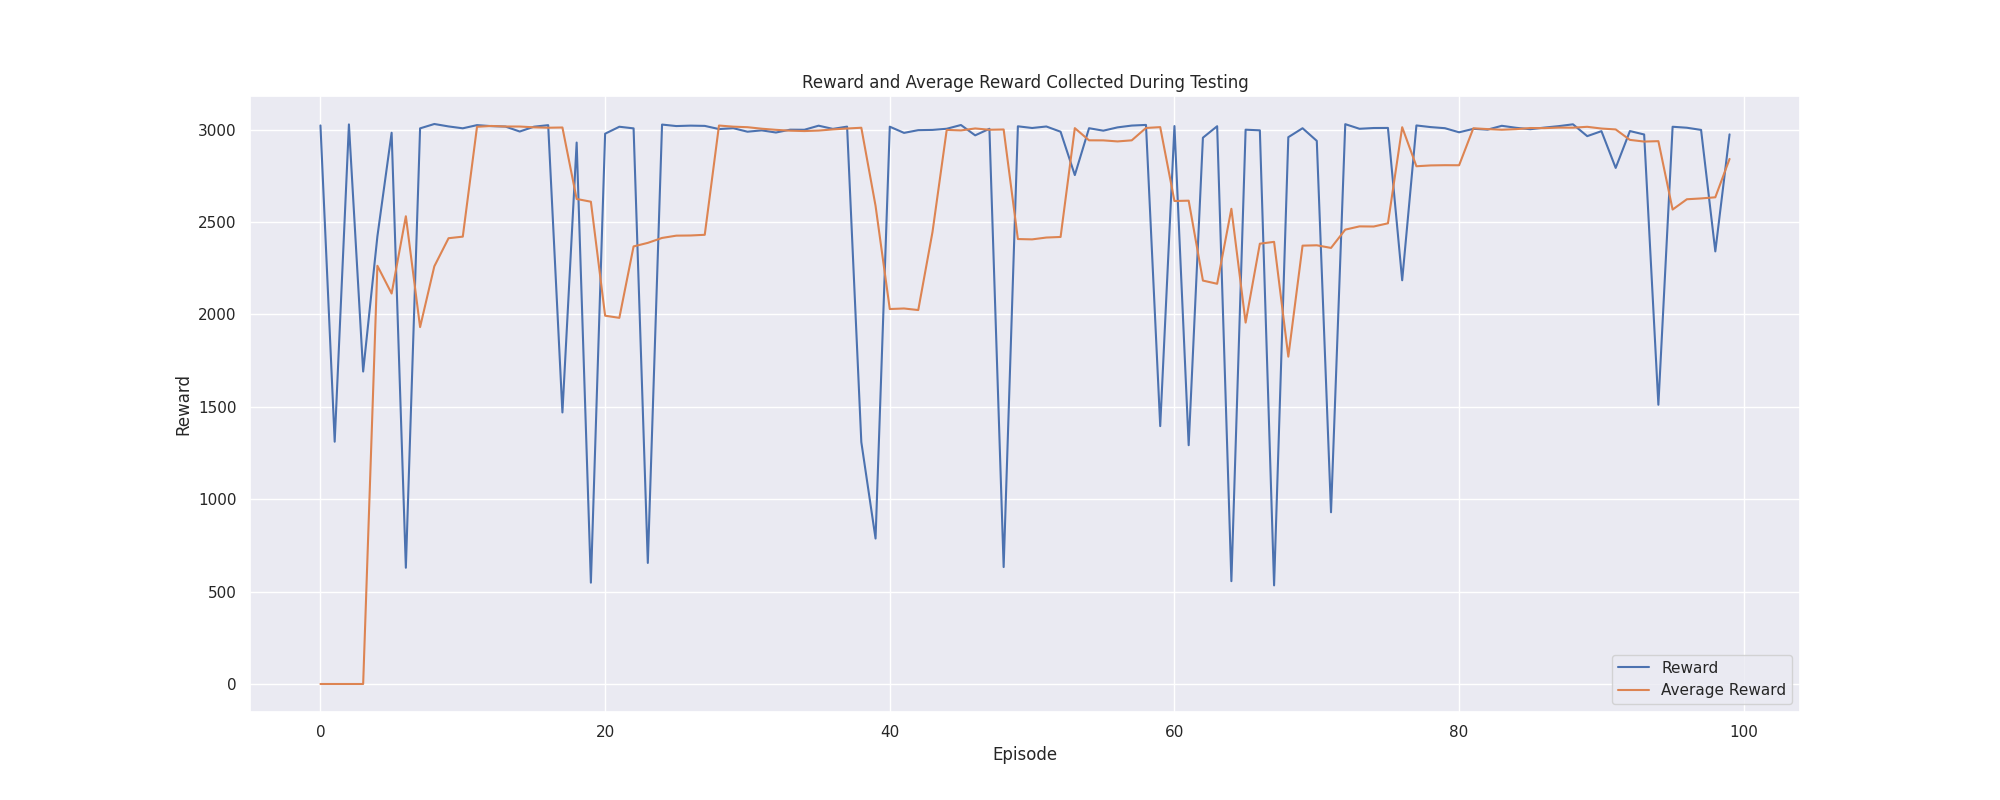 Reward and Average Reward Collected During Testing
3000
2500
2000
1500
1000
500
0
Reward
0 20 40 60 80 100
Episode
Reward
Average Reward